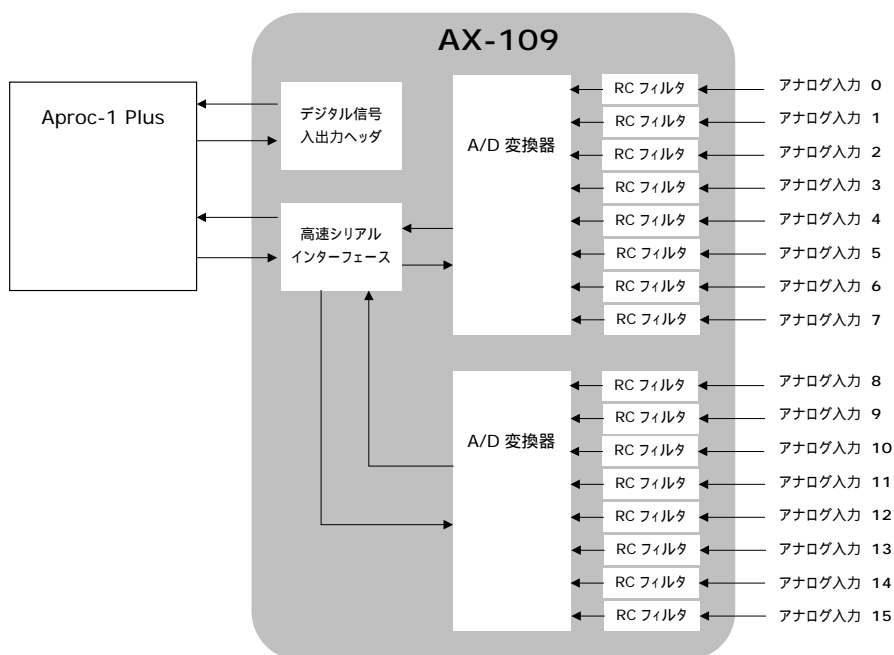 AX-109
Aproc-1 Plus
デジタル信号
入出力ヘッダ
高速シリアル
インターフェース
A/D 変換器
RC フィルタ
アナログ入力 0
RC フィルタ
アナログ入力 1
RC フィルタ
アナログ入力 2
RC フィルタ
アナログ入力 3
RC フィルタ
アナログ入力 4
RC フィルタ
アナログ入力 5
RC フィルタ
アナログ入力 6
RC フィルタ
アナログ入力 7
A/D 変換器
RC フィルタ
アナログ入力 8
RC フィルタ
アナログ入力 9
RC フィルタ
アナログ入力 10
RC フィルタ
アナログ入力 11
RC フィルタ
アナログ入力 12
RC フィルタ
アナログ入力 13
RC フィルタ
アナログ入力 14
RC フィルタ
アナログ入力 15